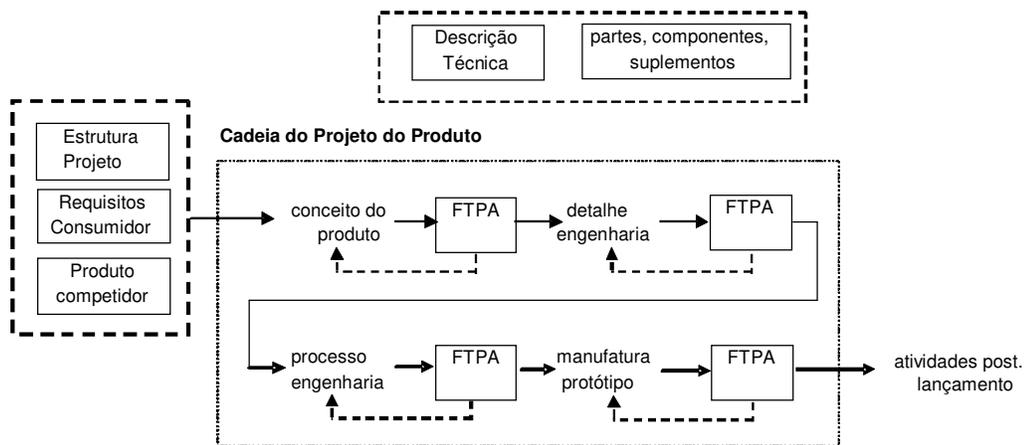 Descrição
Técnica
partes, componentes,
suplementos
Estrutura
Projeto
Requisitos
Consumidor
Produto
competidor
Cadeia do Projeto do Produto
conceito do
produto
FTPA
detalhe
engenharia
FTPA
processo
engenharia
FTPA
manufatura
protótipo
FTPA
atividades post.
lançamento